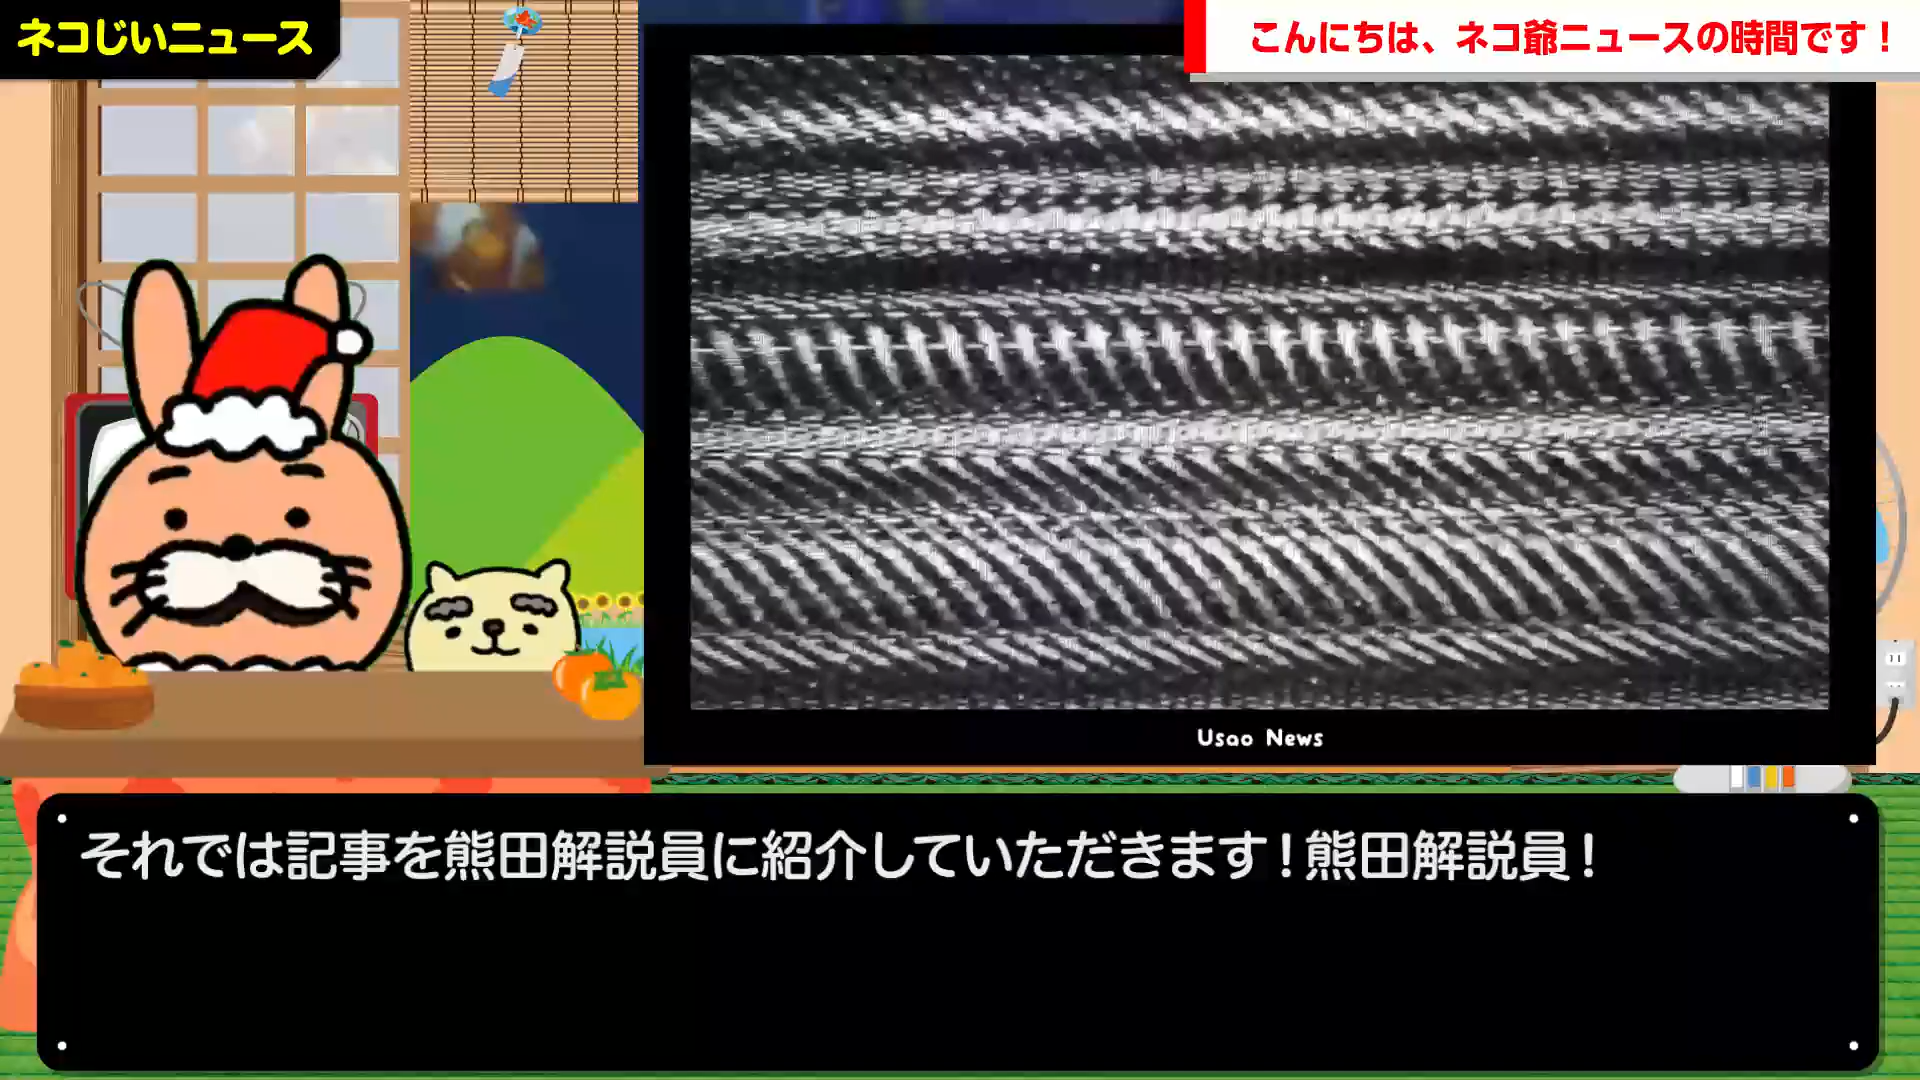 ネコじいニュース
こんにちは、ネコ爺ニュースの時間です！
Usao News
それでは記事を熊田解説員に紹介していただきます！熊田解説員！